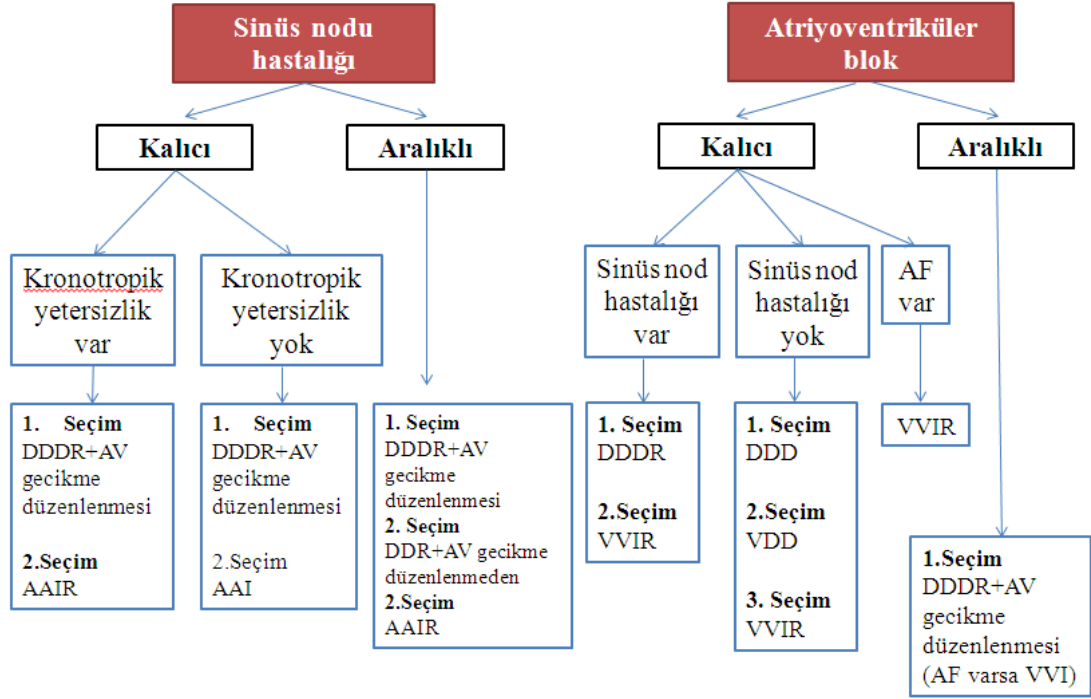 Sinüs nodu
hastalığı
Kalıcı
Aralıklı
Kronotropik
yetersizlik
var
Kronotropik
yetersizlik
yok
1. Seçim
DDDR+AV
gecikme
düzenlenmesi
2.Seçim
AAIR
1. Seçim
DDDR+AV
gecikme
düzenlenmesi
2.Seçim
AAI
1. Seçim
DDDR+AV
gecikme
düzenlenmesi
2. Seçim
DDR+AV gecikme
düzenlenmeden
2.Seçim
AAIR
Atriyoventriküler
blok
Kalıcı
Aralıklı
Sinüs nod
hastalığı
var
Sinüs nod
hastalığı
yok
AF
var
1. Seçim
DDDR
2.Seçim
VVIR
1. Seçim
DDD
2.Seçim
VDD
3. Seçim
VVIR
VVIR
1.Seçim
DDDR+AV
gecikme
düzenlenmesi
(AF varsa VVI)